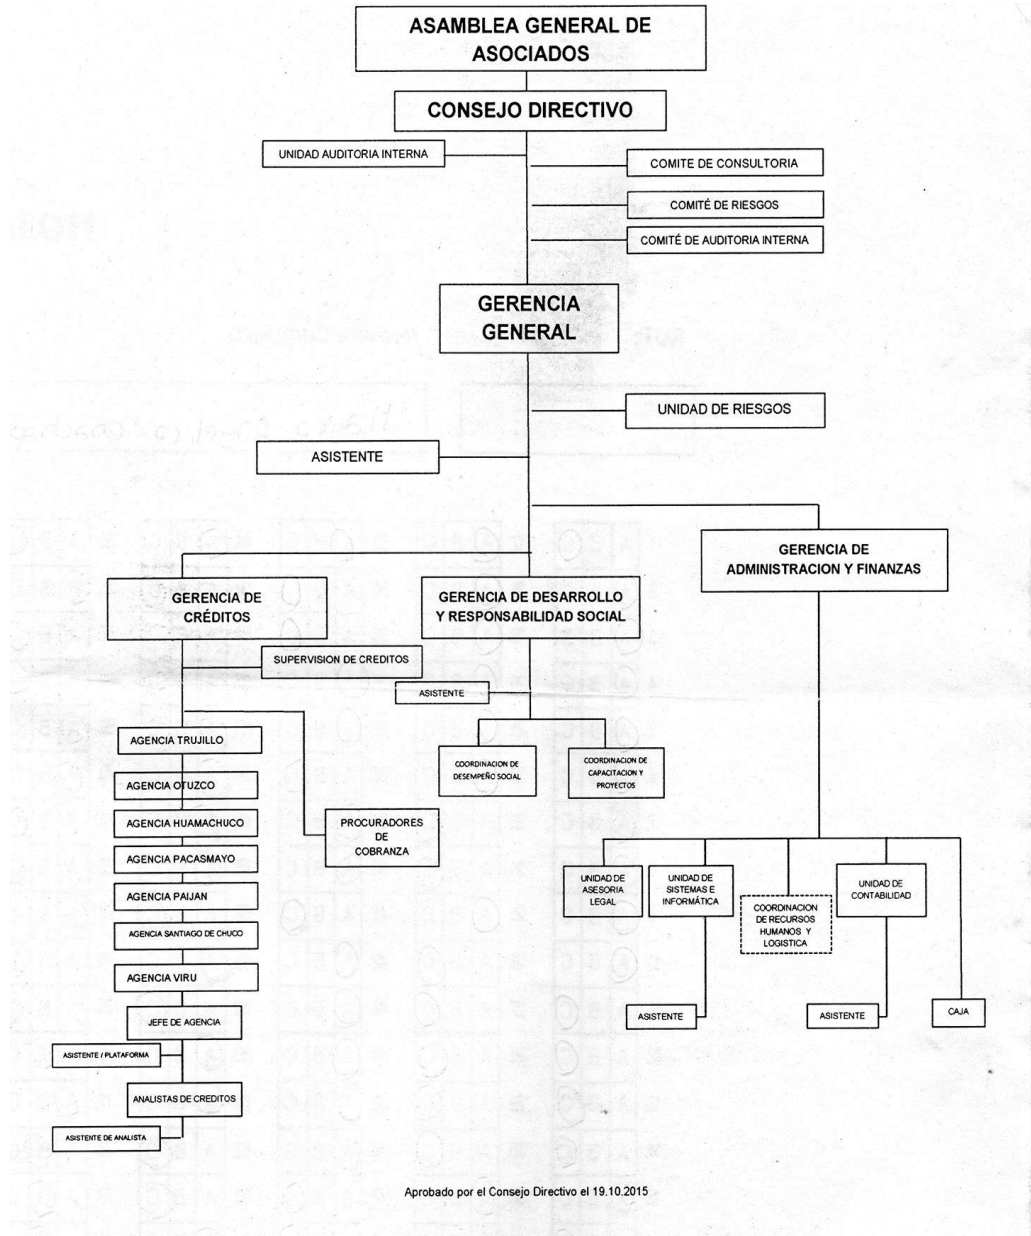 ASAMBLEA GENERAL DE
ASOCIADOS
CONSEJO DIRECTIVO
UNIDAD AUDITORIA INTERNA
COMITE DE CONSULTORIA
COMITÉ DE RIESGOS
COMITÉ DE AUDITORIA INTERNA
GERENCIA
GENERAL
UNIDAD DE RIESGOS
ASISTENTE
GERENCIA DE
ADMINISTRACION Y FINANZAS
GERENCIA DE
CRÉDITOS
GERENCIA DE DESARROLLO
Y RESPONSABILIDAD SOCIAL
SUPERVISION DE CREDITOS
ASISTENTE
AGENCIA TRUJILLO
AGENCIA OTUZCO
AGENCIA HUAMACHUCO
AGENCIA PACASMAYO
AGENCIA PAIJAN
AGENCIA SANTIAGO DE CHUCO
AGENCIA VIRU
JEFE DE AGENCIA
ASISTENTE / PLATAFORMA
ANALISTAS DE CREDITOS
ASISTENTE DE ANALISTA
PROCURADORES
DE
COBRANZA
COORDINACION DE
DESEMPEÑO SOCIAL
COORDINACION DE
CAPACITACION Y
PROYECTOS
UNIDAD DE
ASESORIA
LEGAL
UNIDAD DE
SISTEMAS E
INFORMÁTICA
COORDINACION
DE RECURSOS
HUMANOS Y
LOGISTICA
UNIDAD DE
CONTABILIDAD
ASISTENTE
ASISTENTE
CAJA
Aprobado por el Consejo Directivo el 19.10.2015